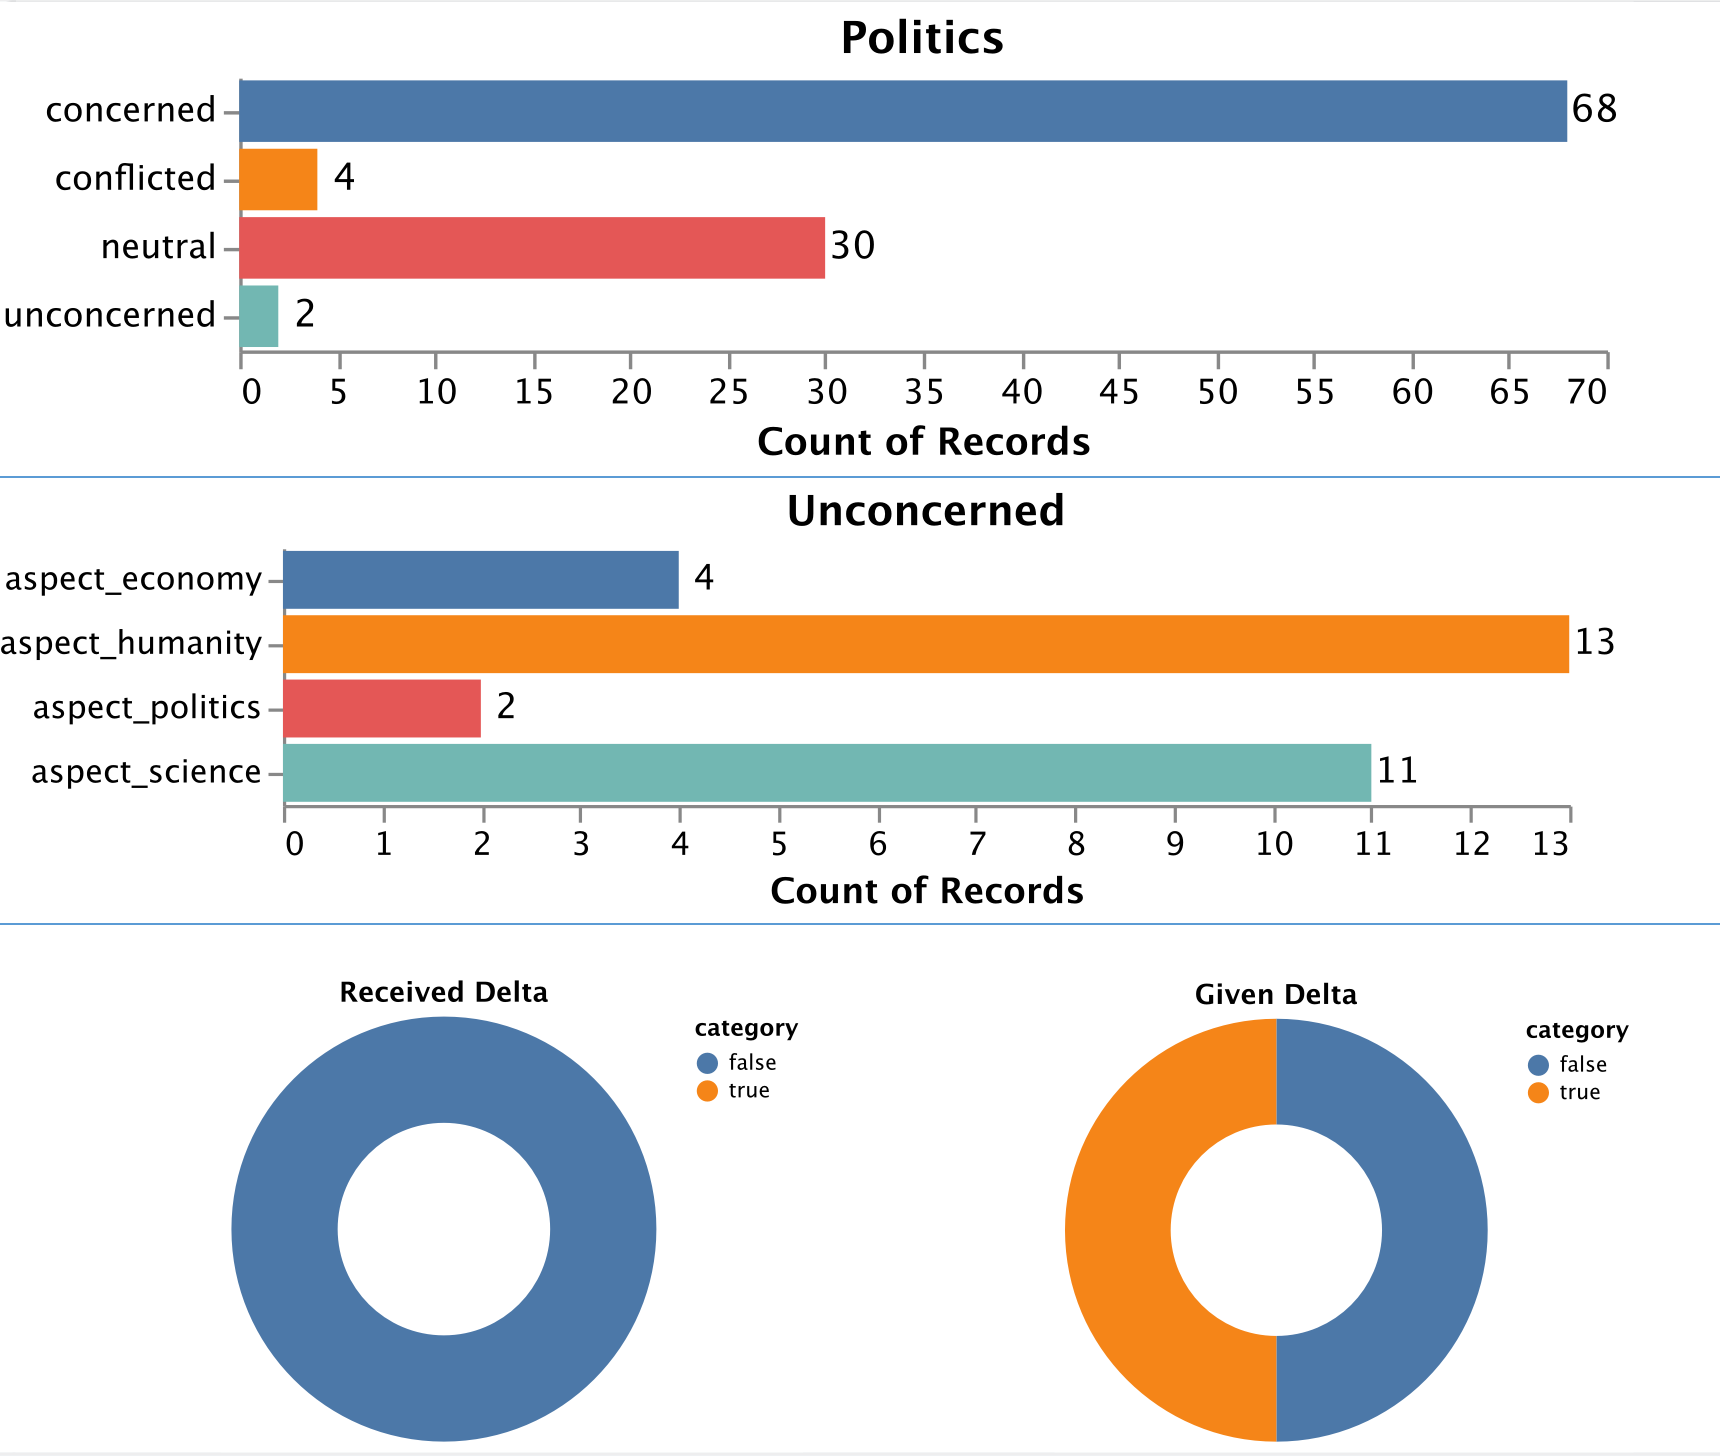 Politics
concerned 68
conflicted 4
neutral 30
unconcerned 2
0 5 10 15 20 25 30 35 40 45 50 55 60 65 70
Count of Records
Unconcerned
aspect_economy 4
aspect_humanity 13
aspect_politics 2
aspect_science 11
0 1 2 3 4 5 6 7 8 9 10 11 12 13
Count of Records
Received Delta
category
false
true
Given Delta
category
false
true